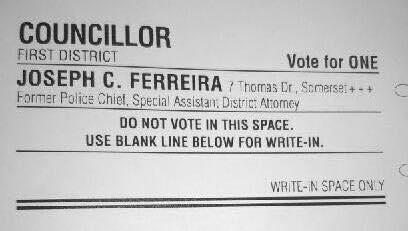 COUNCILLOR
FIRST DISTRICT
Vote for ONE
JOSEPH C. FERREIRA 7 Thomas Dr., Somerset + + +
Former Police Chief, Special Assistant District Attorney
DO NOT VOTE IN THIS SPACE.
USE BLANK LINE BELOW FOR WRITE-IN.
WRITE-IN SPACE ONLY